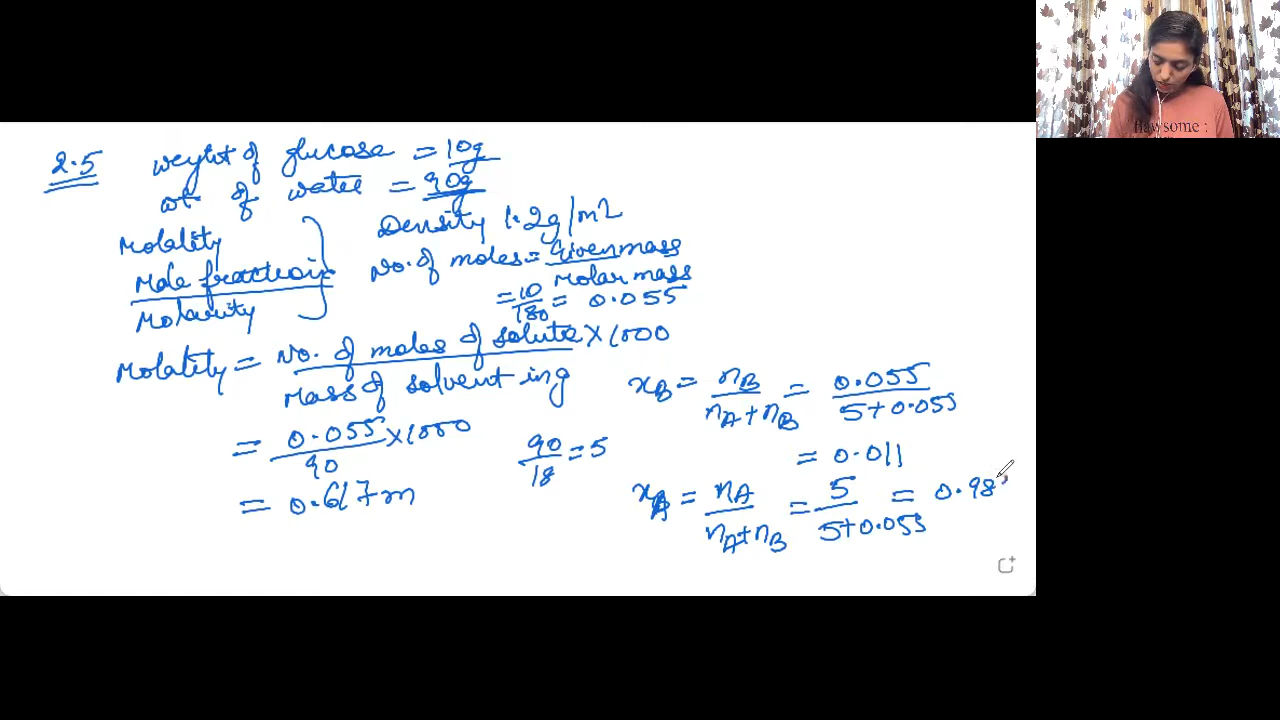 2.5 Weight of glucose = 10g
wt of water = 90g
Molality
Mole fraction
Molarity
Density 1.2g/mL
No. of moles = Given mass
Molar mass
= 10/180 = 0.055
Molality = No. of moles of solute × 1000
Mass of solvent in g
= 0.055/90 × 1000
= 0.617m
90/18 = 5
xB = nB/nA+nB = 0.055/5+0.055
= 0.011
xA = nA/nA+nB = 5/5+0.055 = 0.98
flawsome :